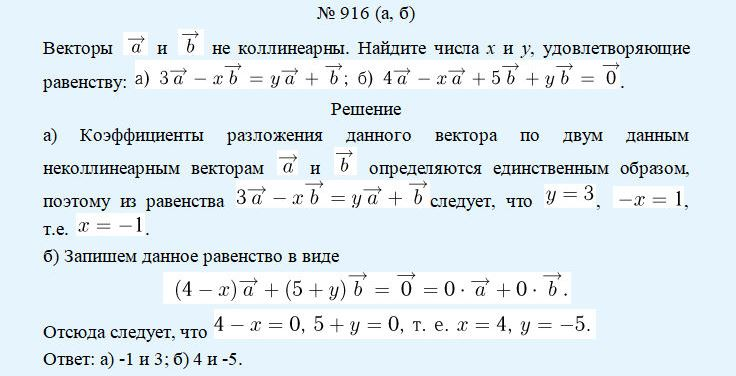 № 916 (а, б)
Векторы $\overrightarrow{a}$ и $\overrightarrow{b}$ не коллинеарны. Найдите числа x и y, удовлетворяющие
равенству: а) $3\overrightarrow{a} - x\overrightarrow{b} = y\overrightarrow{a} + \overrightarrow{b}$; б) $4\overrightarrow{a} - x\overrightarrow{a} + 5\overrightarrow{b} + y\overrightarrow{b} = \overrightarrow{0}$.
Решение
а) Коэффициенты разложения данного вектора по двум данным
неколлинеарным векторам $\overrightarrow{a}$ и $\overrightarrow{b}$ определяются единственным образом,
поэтому из равенства $3\overrightarrow{a} - x\overrightarrow{b} = y\overrightarrow{a} + \overrightarrow{b}$ следует, что $y = 3$, $-x = 1$,
т.е. $x = -1$.
б) Запишем данное равенство в виде
$(4 - x)\overrightarrow{a} + (5 + y)\overrightarrow{b} = \overrightarrow{0} = 0 \cdot \overrightarrow{a} + 0 \cdot \overrightarrow{b}$.
Отсюда следует, что $4 - x = 0$, $5 + y = 0$, т. е. $x = 4$, $y = -5$.
Ответ: а) -1 и 3; б) 4 и -5.